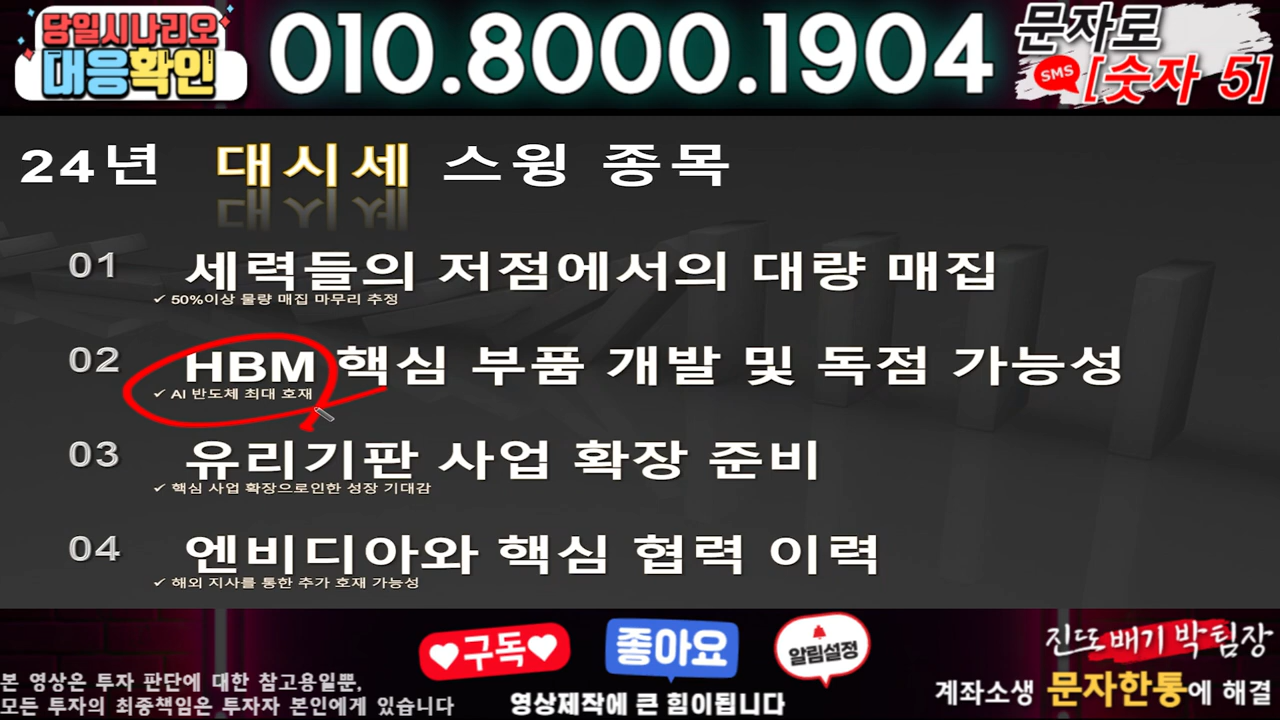 당일시나리오
대응확인
010.8000.1904
문자로
SMS [숫자 5]
24년 대시세 스윙 종목
01 세력들의 저점에서의 대량 매집
✓ 50%이상 물량 매집 마무리 추정
02 HBM 핵심 부품 개발 및 독점 가능성
✓ AI 반도체 최대 호재
03 유리기판 사업 확장 준비
✓ 핵심 사업 확장으로인한 성장 기대감
04 엔비디아와 핵심 협력 이력
✓ 해외 지사를 통한 추가 호재 가능성
본 영상은 투자 판단에 대한 참고용일뿐,
모든 투자의 최종책임은 투자자 본인에게 있습니다
구독
좋아요
알림설정
영상제작에 큰 힘이됩니다
진또배기 박팀장
계좌소생 문자한통에 해결